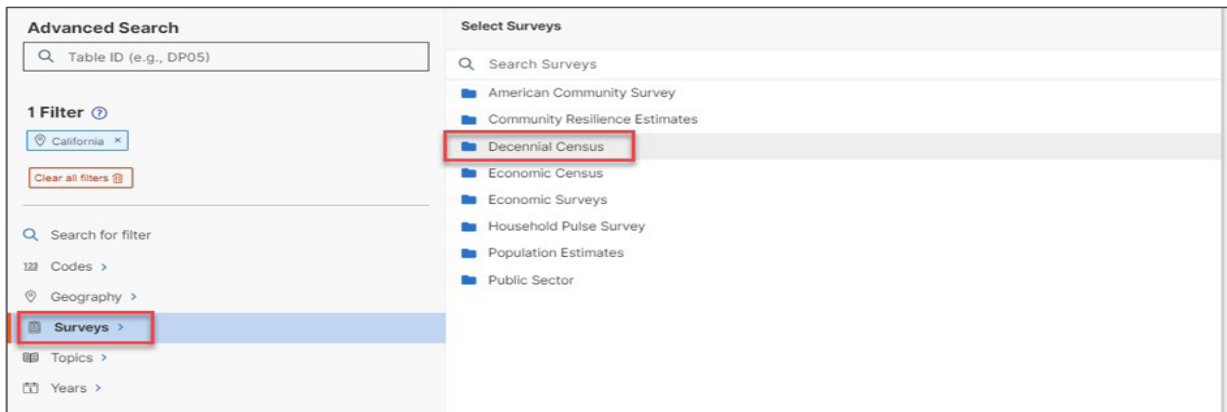 Advanced Search
Table ID (e.g., DP05)
1 Filter
California ×
Clear all filters
Search for filter
123 Codes >
Geography >
Surveys >
Topics >
Years >
Select Surveys
Search Surveys
American Community Survey
Community Resilience Estimates
Decennial Census
Economic Census
Economic Surveys
Household Pulse Survey
Population Estimates
Public Sector